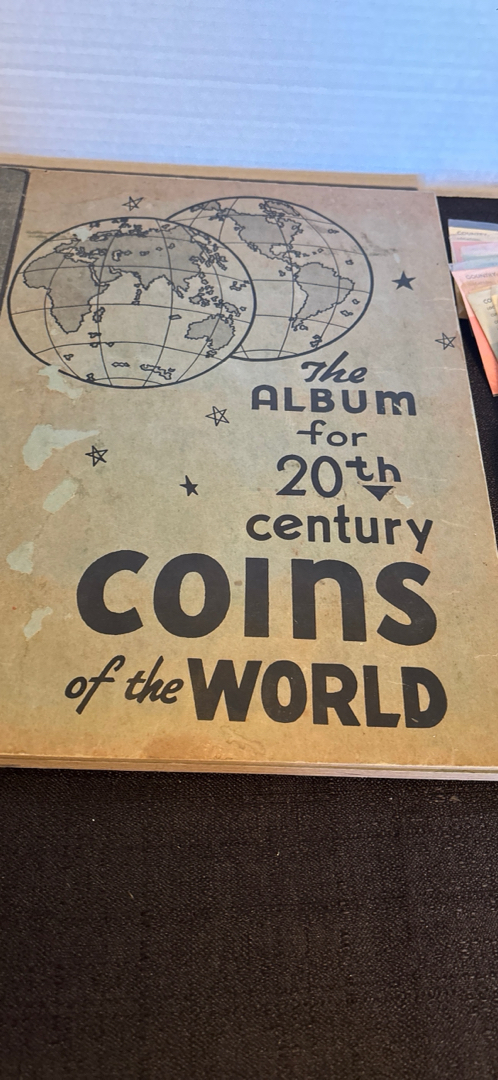 The
ALBUM
for
20th
century
coins
of the WORLD